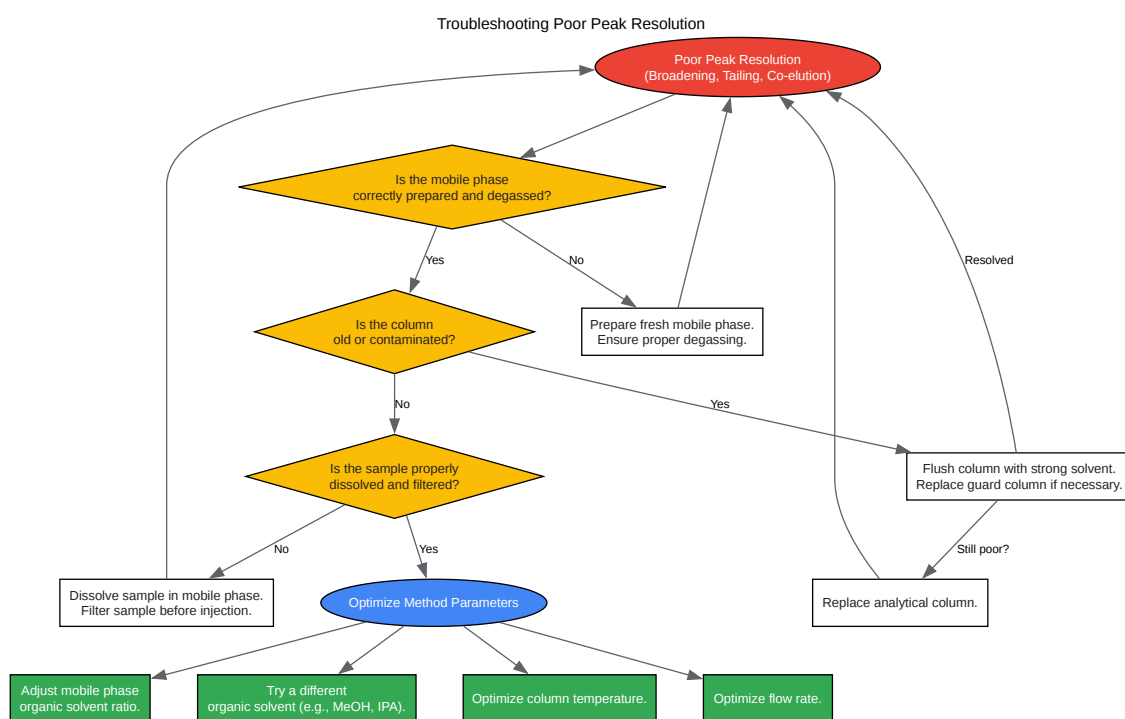 Troubleshooting Poor Peak Resolution
Poor Peak Resolution
(Broadening, Tailing, Co-elution)
Is the mobile phase
correctly prepared and degassed?
Yes
No
Resolved
Is the column
old or contaminated?
Prepare fresh mobile phase.
Ensure proper degassing.
No
Yes
Is the sample properly
dissolved and filtered?
Flush column with strong solvent.
Replace guard column if necessary.
No
Yes
Still poor?
Dissolve sample in mobile phase.
Filter sample before injection.
Optimize Method Parameters
Replace analytical column.
Adjust mobile phase
organic solvent ratio.
Try a different
organic solvent (e.g., MeOH, IPA).
Optimize column temperature.
Optimize flow rate.